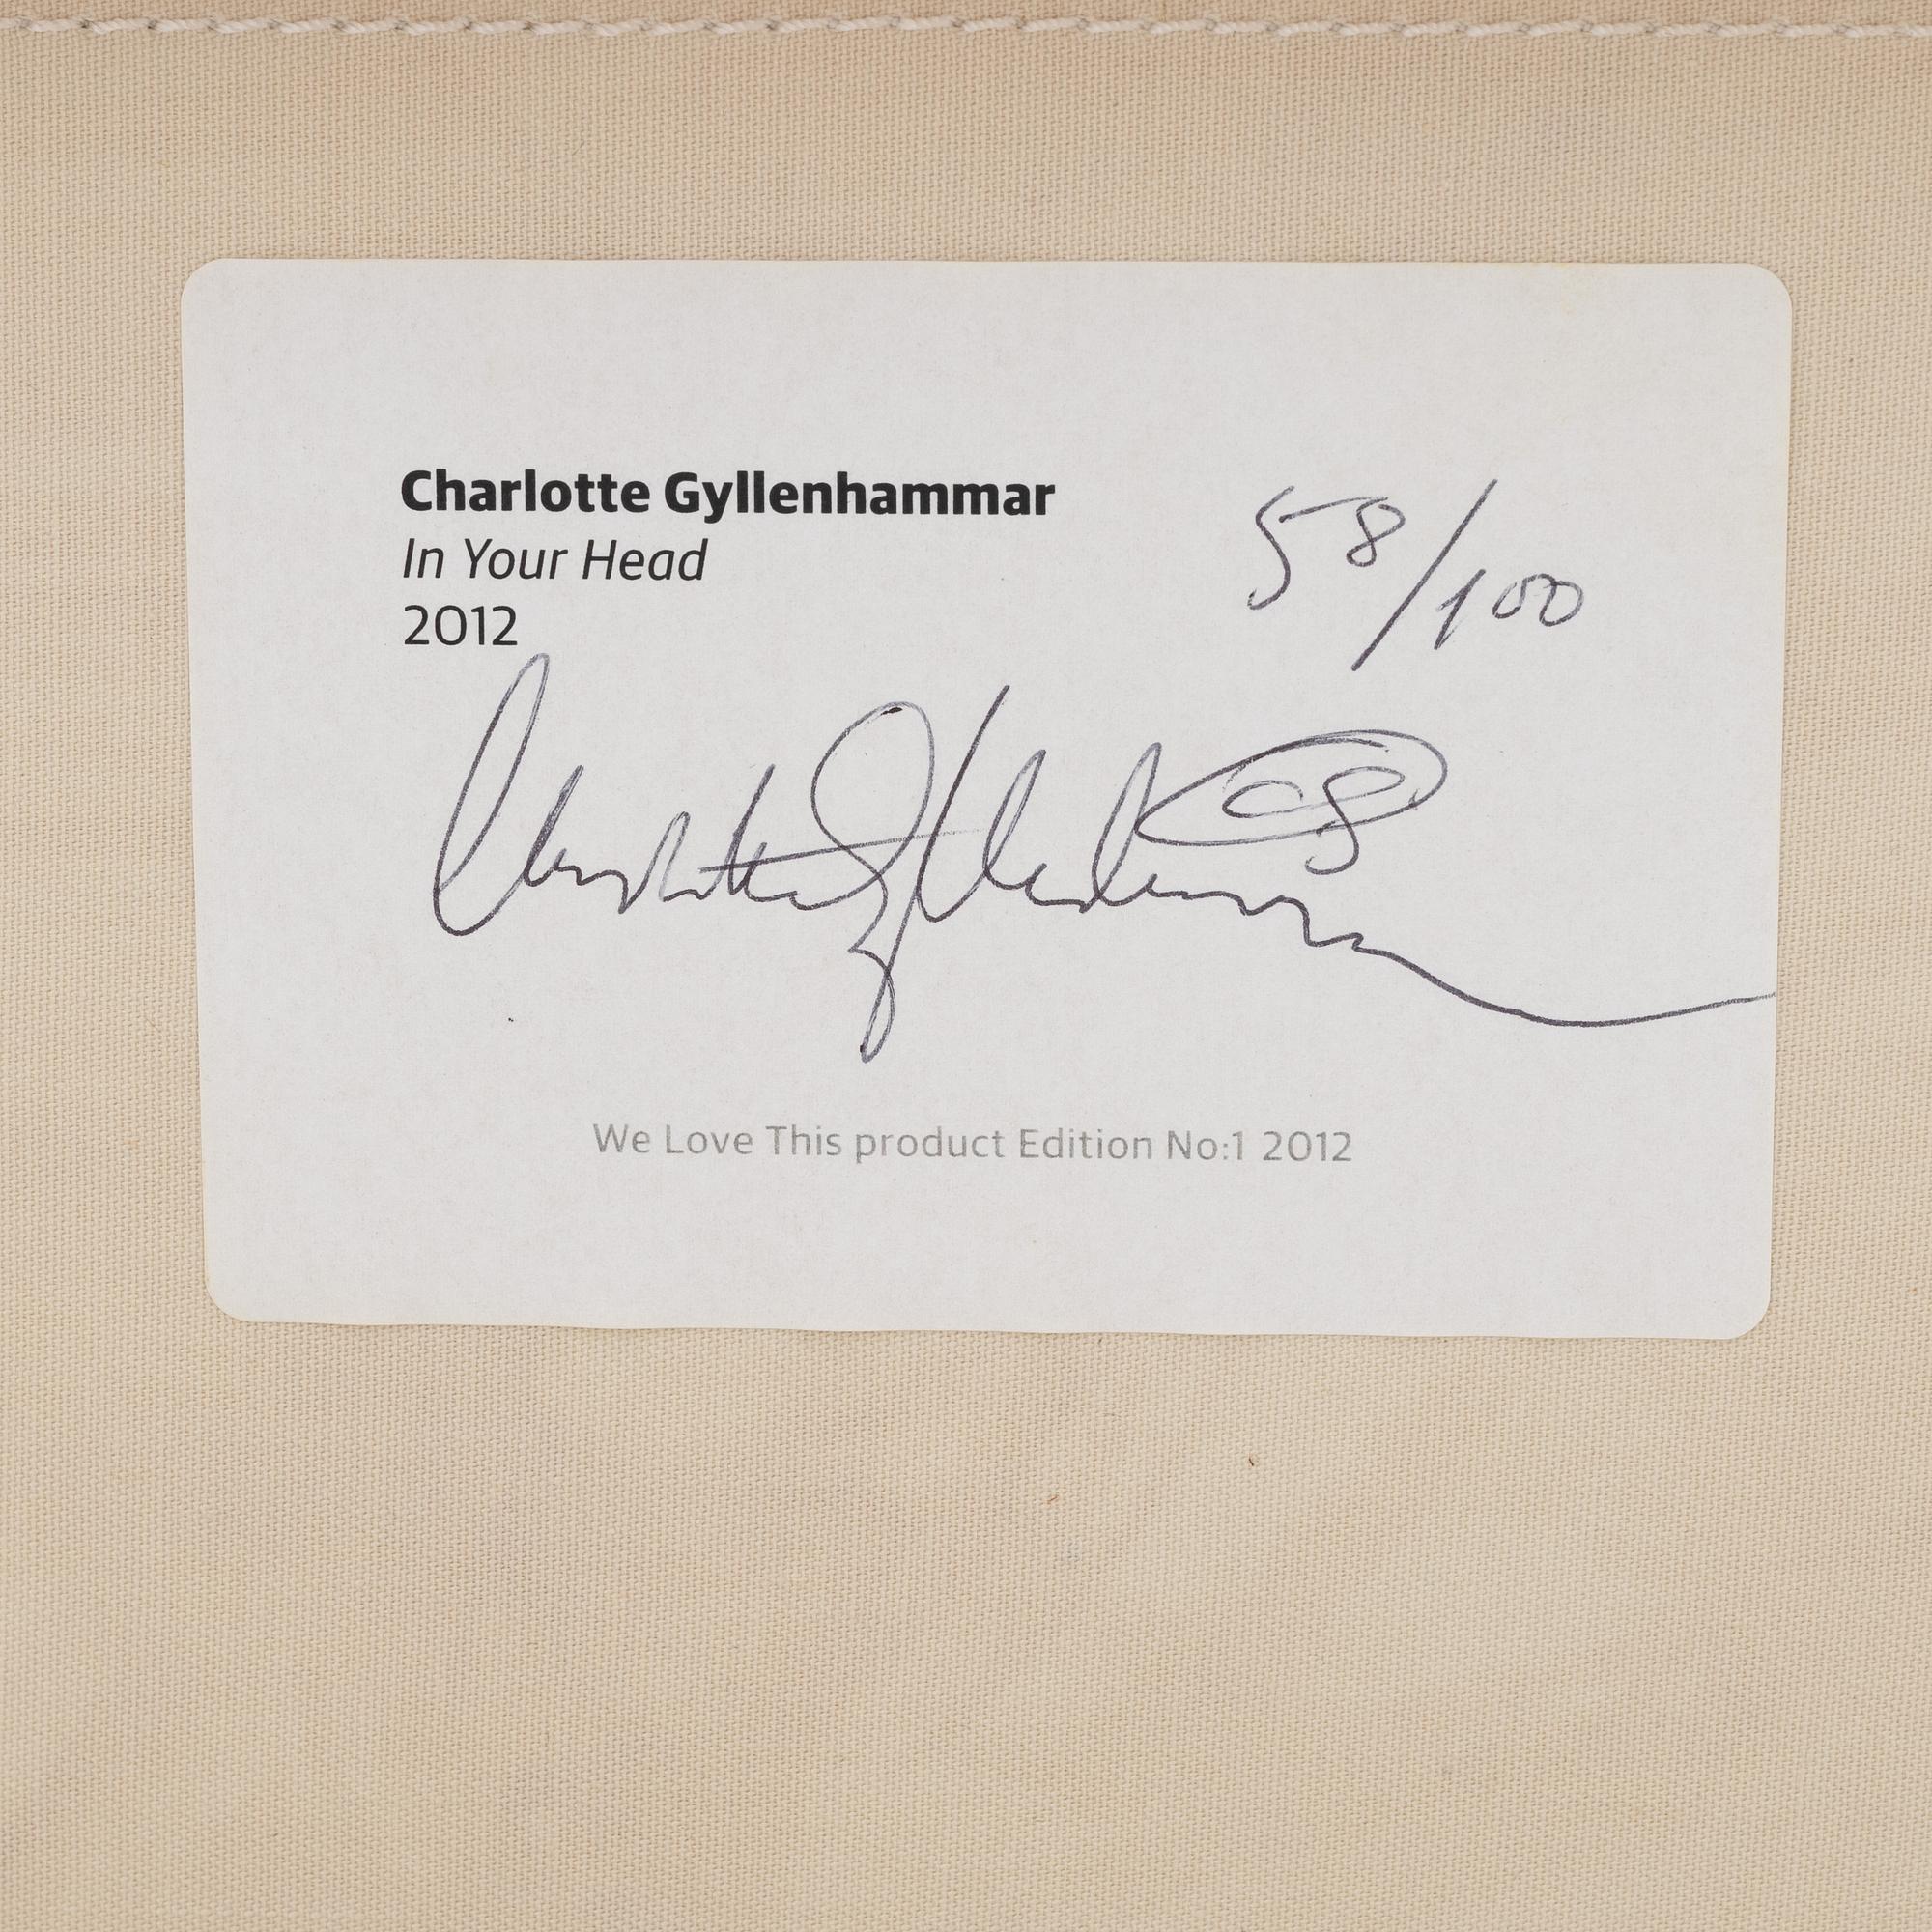 Charlotte Gyllenhammar
In Your Head
2012
58/100
We Love This product Edition No:1 2012